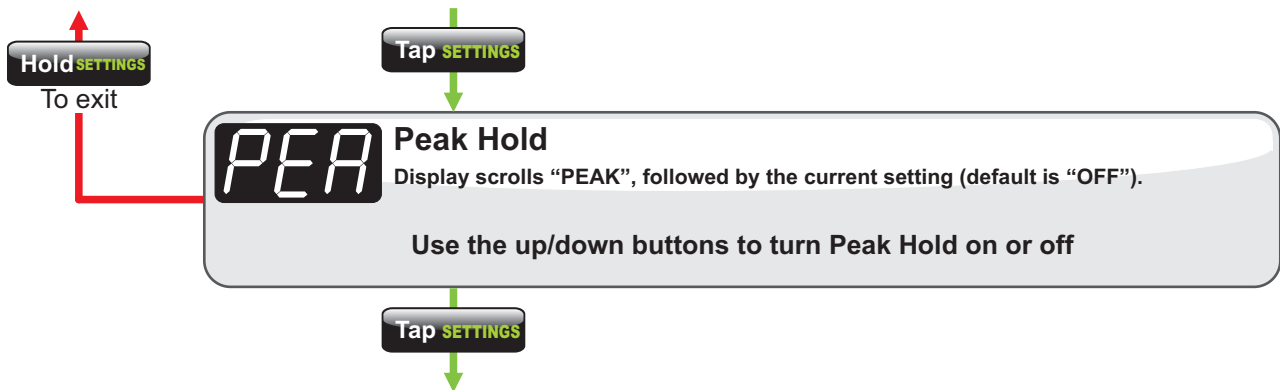 Tap SETTINGS
Hold SETTINGS
To exit
PEA
Peak Hold
Display scrolls “PEAK”, followed by the current setting (default is “OFF”).
Use the up/down buttons to turn Peak Hold on or off
Tap SETTINGS